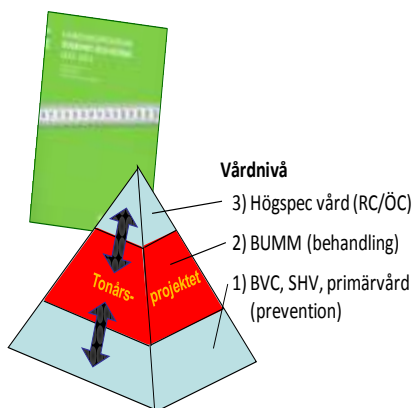 Vårdnivå
3) Högspec vård (RC/ÖC)
2) BUMM (behandling)
1) BVC, SHV, primärvård
(prevention)
Tonårs-
projektet